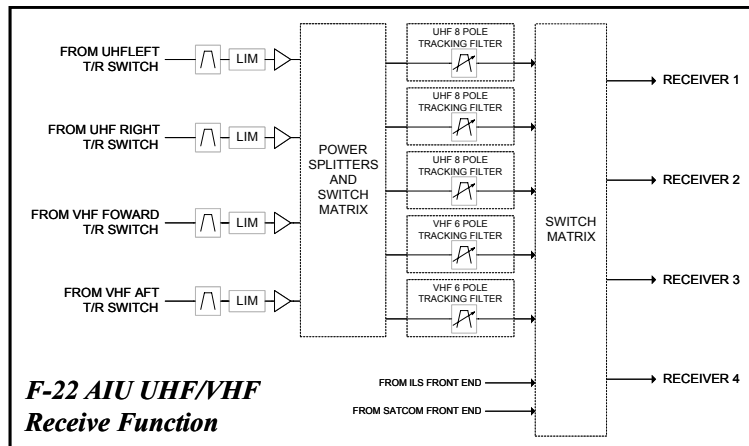 FROM UHFLEFT
T/R SWITCH
LIM
FROM UHF RIGHT
T/R SWITCH
LIM
FROM VHF FOWARD
T/R SWITCH
LIM
FROM VHF AFT
T/R SWITCH
LIM
POWER
SPLITTERS
AND
SWITCH
MATRIX
UHF 8 POLE
TRACKING FILTER
UHF 8 POLE
TRACKING FILTER
UHF 8 POLE
TRACKING FILTER
VHF 6 POLE
TRACKING FILTER
VHF 6 POLE
TRACKING FILTER
FROM ILS FRONT END
FROM SATCOM FRONT END
SWITCH
MATRIX
RECEIVER 1
RECEIVER 2
RECEIVER 3
RECEIVER 4
F-22 AIU UHF/VHF
Receive Function